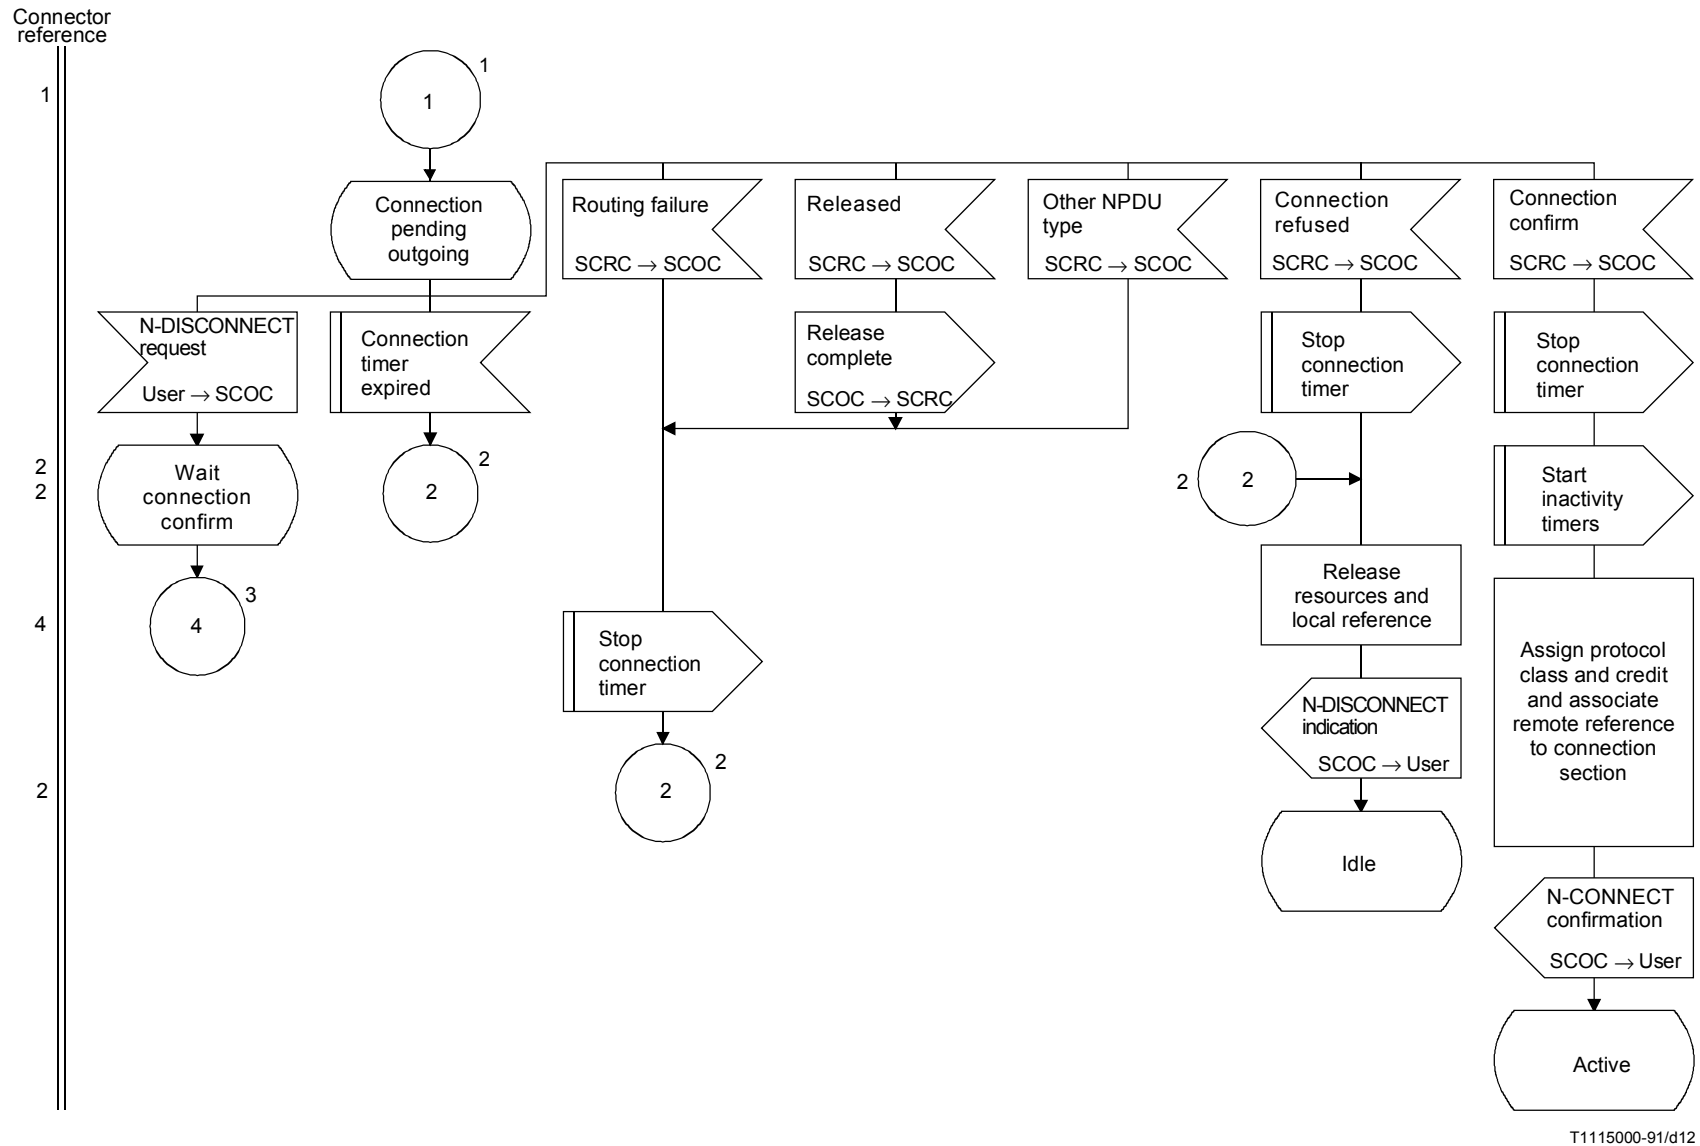 Connector
reference
1
1
1
Connection
pending
outgoing
Routing failure
SCRC → SCOC
Released
SCRC → SCOC
Other NPDU
type
SCRC → SCOC
Connection
refused
SCRC → SCOC
Connection
confirm
SCRC → SCOC
N-DISCONNECT
request
User → SCOC
Connection
timer
expired
Release
complete
SCOC → SCRC
Stop
connection
timer
Stop
connection
timer
2
2
Wait
connection
confirm
2
2
2
2
Start
inactivity
timers
4
3
4
Stop
connection
timer
Release
resources and
local reference
Assign protocol
class and credit
and associate
remote reference
to connection
section
N-DISCONNECT
indication
SCOC → User
2
2
2
Idle
N-CONNECT
confirmation
SCOC → User
Active
T1115000-91/d12